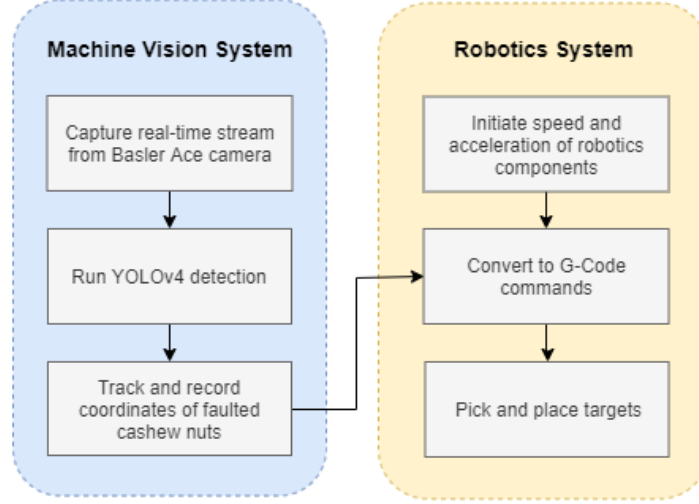 Machine Vision System
Capture real-time stream
from Basler Ace camera
Run YOLOv4 detection
Track and record
coordinates of faulted
cashew nuts
Robotics System
Initiate speed and
acceleration of robotics
components
Convert to G-Code
commands
Pick and place targets